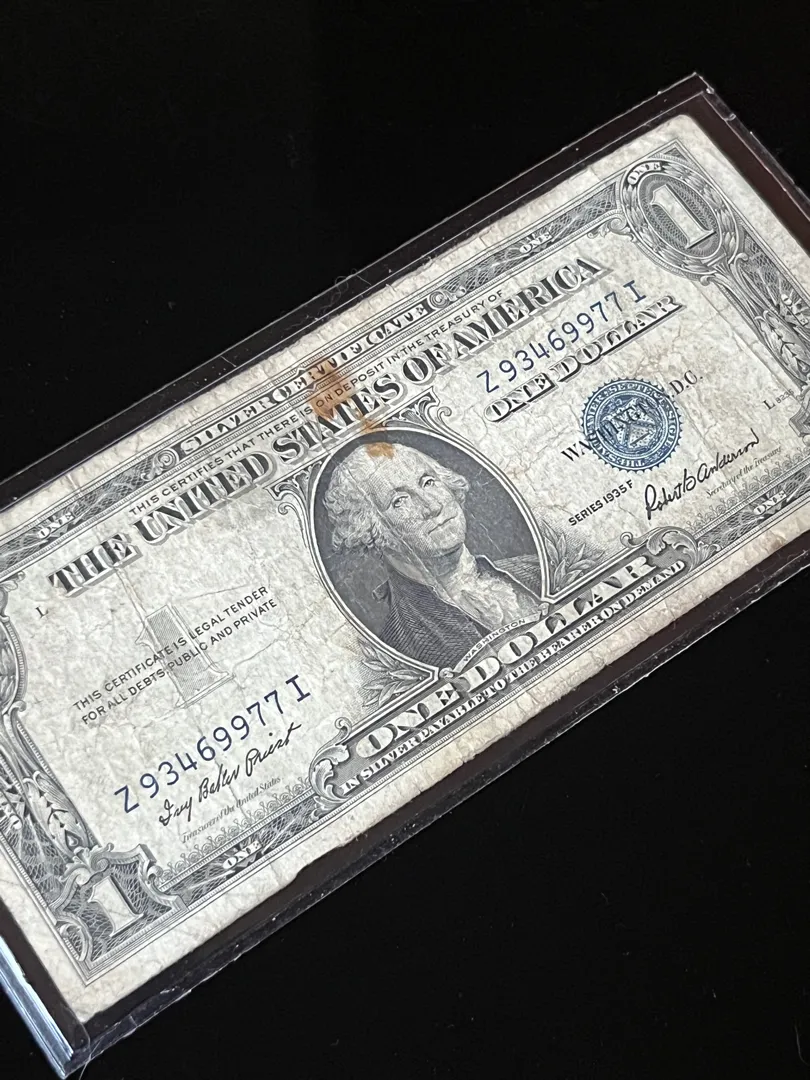 ONE
ONE
SILVER CERTIFICATE
ONE
THIS CERTIFIES THAT THERE IS ON DEPOSIT IN THE TREASURY OF
THE UNITED STATES OF AMERICA
1
Z93469977I
ONE DOLLAR
WASHINGTON, D.C.
L
THIS CERTIFICATE IS LEGAL TENDER
FOR ALL DEBTS PUBLIC AND PRIVATE
SERIES 1935 F
Robert B Anderson
Secretary of the Treasury
L
Z93469977I
Ivy Baker Priest
Treasurer of the United States
WASHINGTON
ONE DOLLAR
IN SILVER PAYABLE TO THE BEARER ON DEMAND
1
ONE
ONE